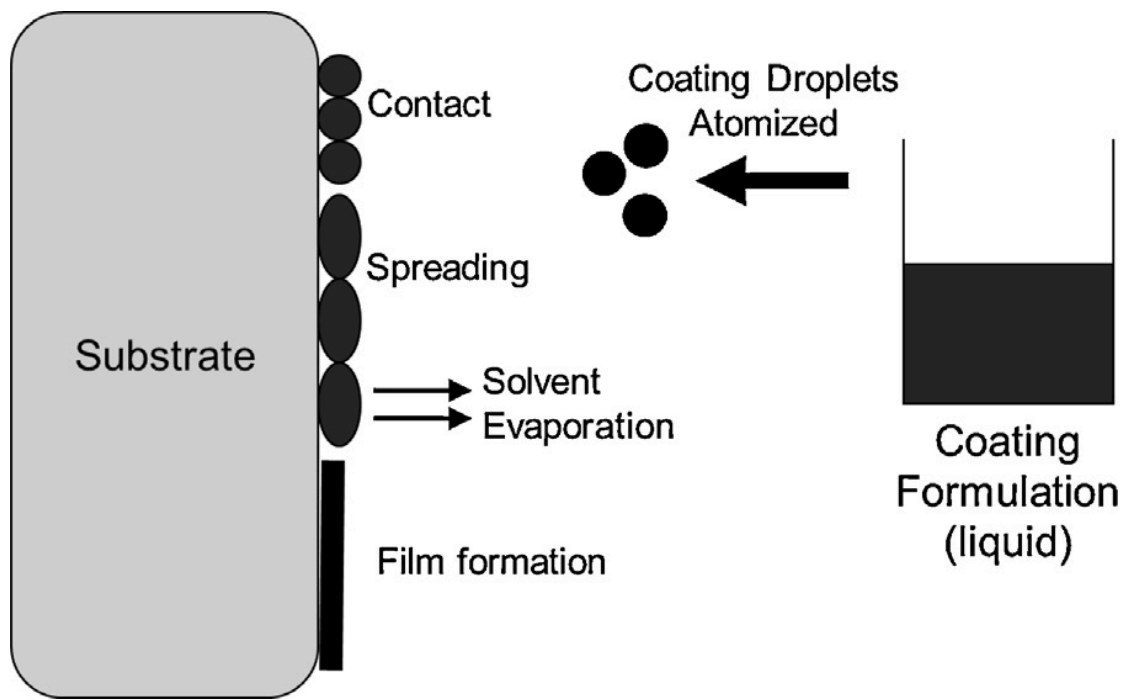 Coating Droplets
Atomized
Contact
Spreading
Substrate
Solvent
Evaporation
Film formation
Coating
Formulation
(liquid)